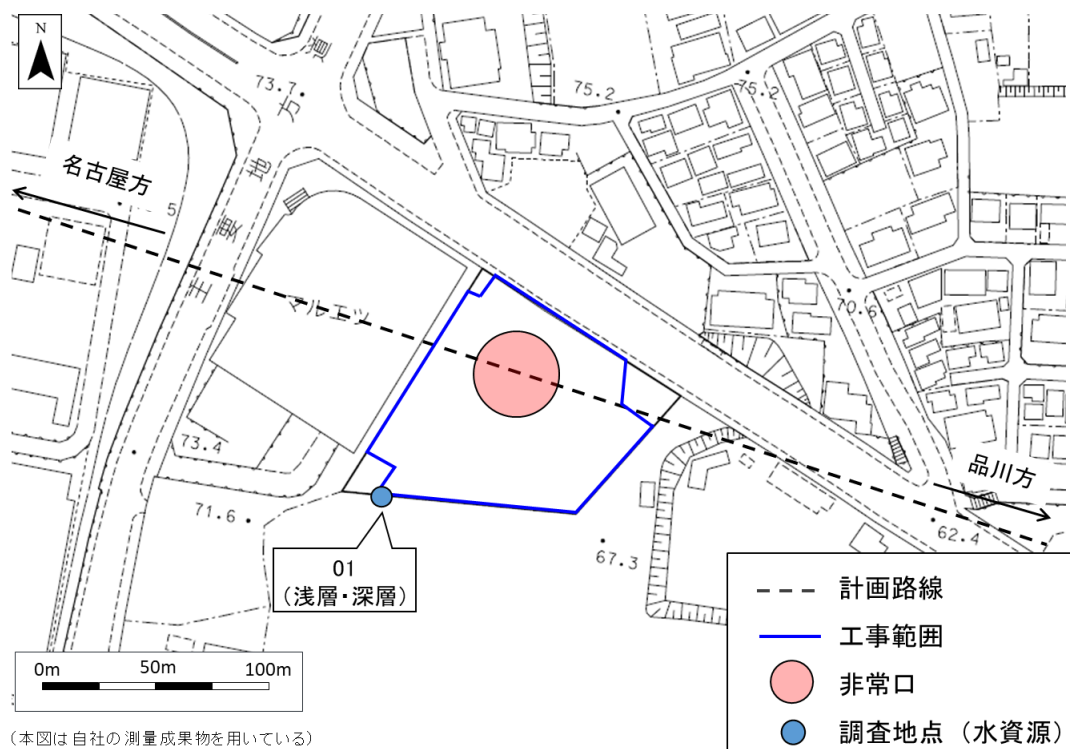 N
73.7
主要地方道
75.2
75.2
名古屋方
5
マルエツ
70.6
73.4
71.6
67.3
品川方
62.4
01
(浅層・深層)
計画路線
工事範囲
非常口
調査地点(水資源)
0m 50m 100m
(本図は自社の測量成果物を用いている)